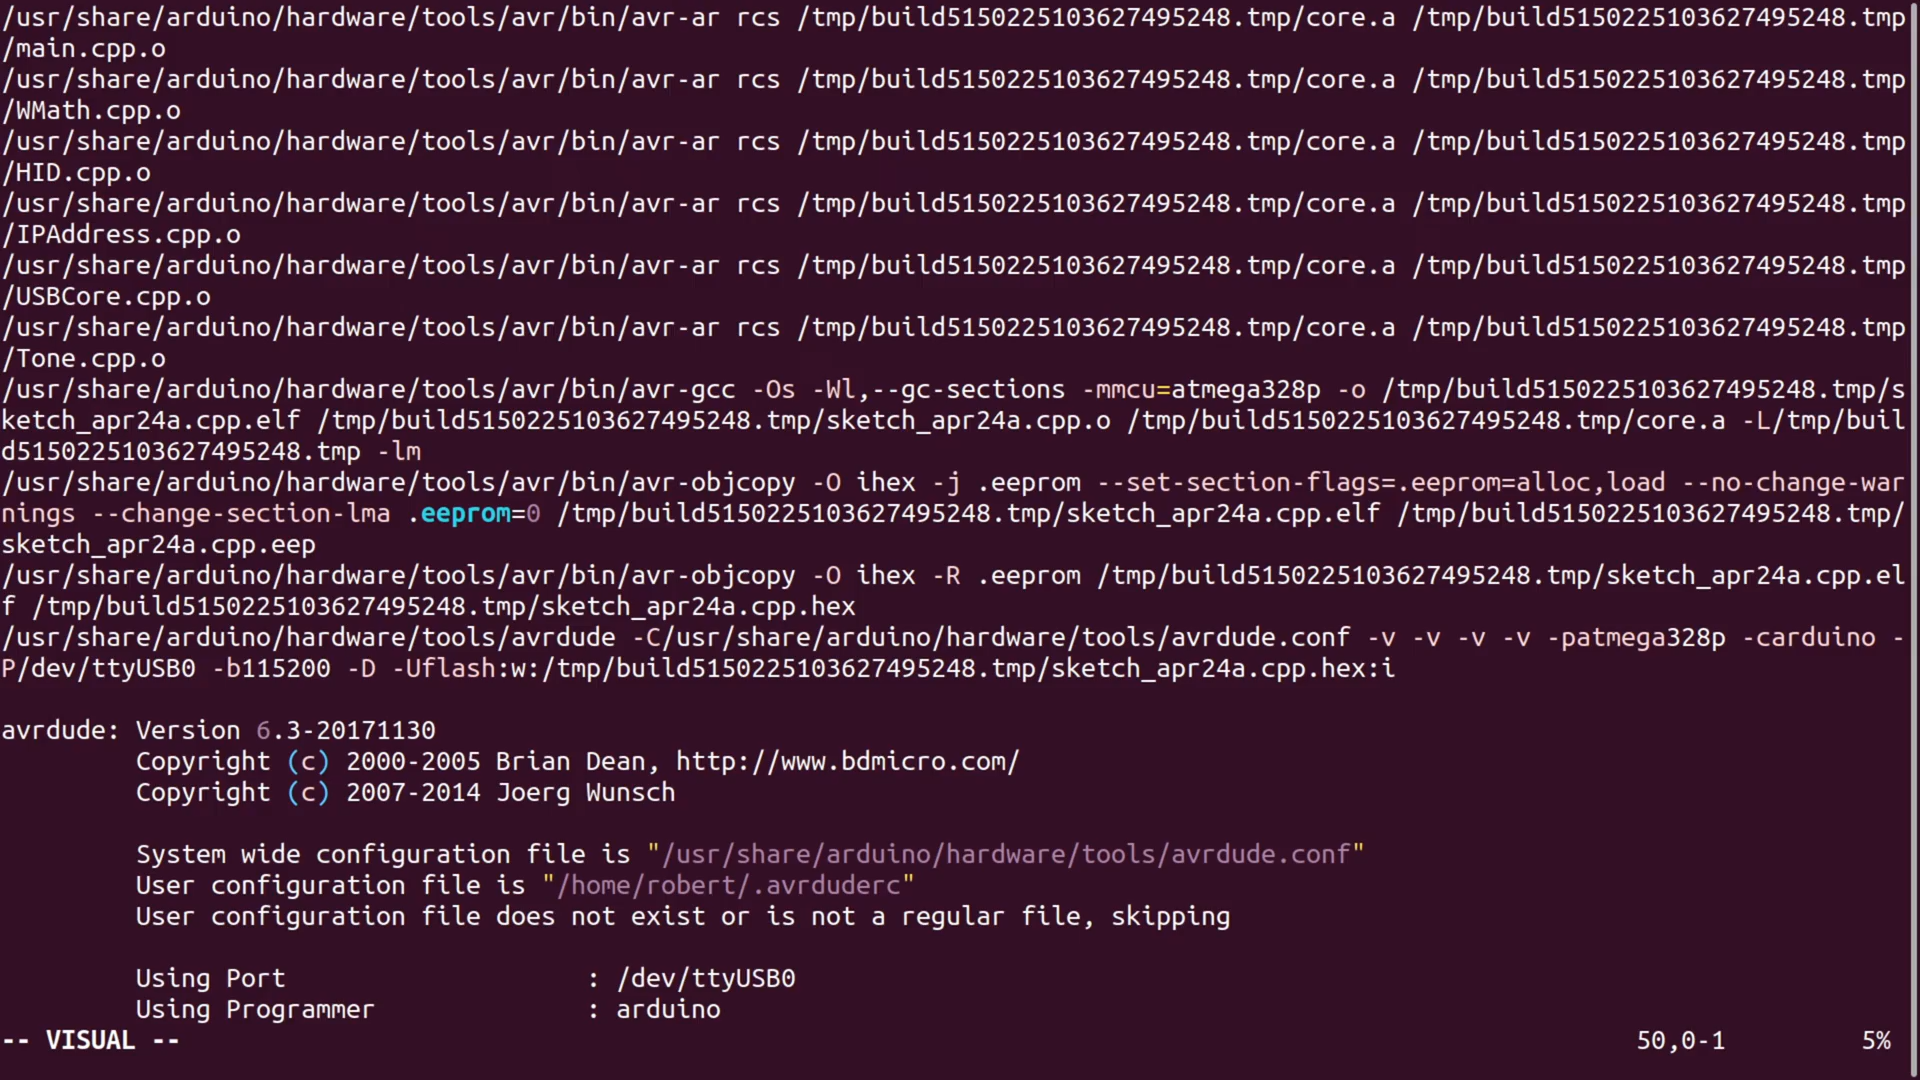 /usr/share/arduino/hardware/tools/avr/bin/avr-ar rcs /tmp/build5150225103627495248.tmp/core.a /tmp/build5150225103627495248.tmp
/main.cpp.o
/usr/share/arduino/hardware/tools/avr/bin/avr-ar rcs /tmp/build5150225103627495248.tmp/core.a /tmp/build5150225103627495248.tmp
/WMath.cpp.o
/usr/share/arduino/hardware/tools/avr/bin/avr-ar rcs /tmp/build5150225103627495248.tmp/core.a /tmp/build5150225103627495248.tmp
/HID.cpp.o
/usr/share/arduino/hardware/tools/avr/bin/avr-ar rcs /tmp/build5150225103627495248.tmp/core.a /tmp/build5150225103627495248.tmp
/IPAddress.cpp.o
/usr/share/arduino/hardware/tools/avr/bin/avr-ar rcs /tmp/build5150225103627495248.tmp/core.a /tmp/build5150225103627495248.tmp
/USBCore.cpp.o
/usr/share/arduino/hardware/tools/avr/bin/avr-ar rcs /tmp/build5150225103627495248.tmp/core.a /tmp/build5150225103627495248.tmp
/Tone.cpp.o
/usr/share/arduino/hardware/tools/avr/bin/avr-gcc -Os -Wl,--gc-sections -mmcu=atmega328p -o /tmp/build5150225103627495248.tmp/s
ketch_apr24a.cpp.elf /tmp/build5150225103627495248.tmp/sketch_apr24a.cpp.o /tmp/build5150225103627495248.tmp/core.a -L/tmp/buil
d5150225103627495248.tmp -lm
/usr/share/arduino/hardware/tools/avr/bin/avr-objcopy -O ihex -j .eeprom --set-section-flags=.eeprom=alloc,load --no-change-war
nings --change-section-lma .eeprom=0 /tmp/build5150225103627495248.tmp/sketch_apr24a.cpp.elf /tmp/build5150225103627495248.tmp/
sketch_apr24a.cpp.eep
/usr/share/arduino/hardware/tools/avr/bin/avr-objcopy -O ihex -R .eeprom /tmp/build5150225103627495248.tmp/sketch_apr24a.cpp.el
f /tmp/build5150225103627495248.tmp/sketch_apr24a.cpp.hex
/usr/share/arduino/hardware/tools/avrdude -C/usr/share/arduino/hardware/tools/avrdude.conf -v -v -v -v -patmega328p -carduino -
P/dev/ttyUSB0 -b115200 -D -Uflash:w:/tmp/build5150225103627495248.tmp/sketch_apr24a.cpp.hex:i

avrdude: Version 6.3-20171130
         Copyright (c) 2000-2005 Brian Dean, http://www.bdmicro.com/
         Copyright (c) 2007-2014 Joerg Wunsch

         System wide configuration file is "/usr/share/arduino/hardware/tools/avrdude.conf"
         User configuration file is "/home/robert/.avrduderc"
         User configuration file does not exist or is not a regular file, skipping

         Using Port                    : /dev/ttyUSB0
         Using Programmer              : arduino
-- VISUAL --                                                                                                 50,0-1         5%